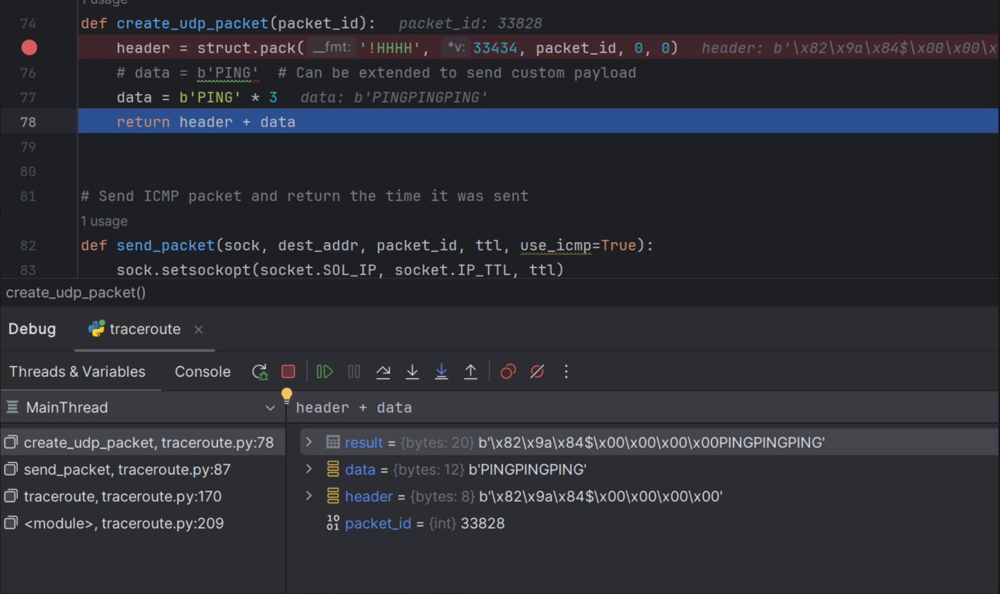 1 usage
74 def create_udp_packet(packet_id): packet_id: 33828
header = struct.pack( __fmt: '!HHHH', *v: 33434, packet_id, 0, 0) header: b'\x82\x9a\x84$\x00\x00\x
76 # data = b'PING' # Can be extended to send custom payload
77 data = b'PING' * 3 data: b'PINGPINGPING'
78 return header + data
79
80
81 # Send ICMP packet and return the time it was sent
1 usage
82 def send_packet(sock, dest_addr, packet_id, ttl, use_icmp=True):
83 sock.setsockopt(socket.SOL_IP, socket.IP_TTL, ttl)
create_udp_packet()
Debug traceroute
Threads & Variables Console
MainThread
header + data
create_udp_packet, traceroute.py:78
send_packet, traceroute.py:87
traceroute, traceroute.py:170
<module>, traceroute.py:209
result = {bytes: 20} b'\x82\x9a\x84$\x00\x00\x00\x00PINGPINGPING'
data = {bytes: 12} b'PINGPINGPING'
header = {bytes: 8} b'\x82\x9a\x84$\x00\x00\x00\x00'
packet_id = {int} 33828